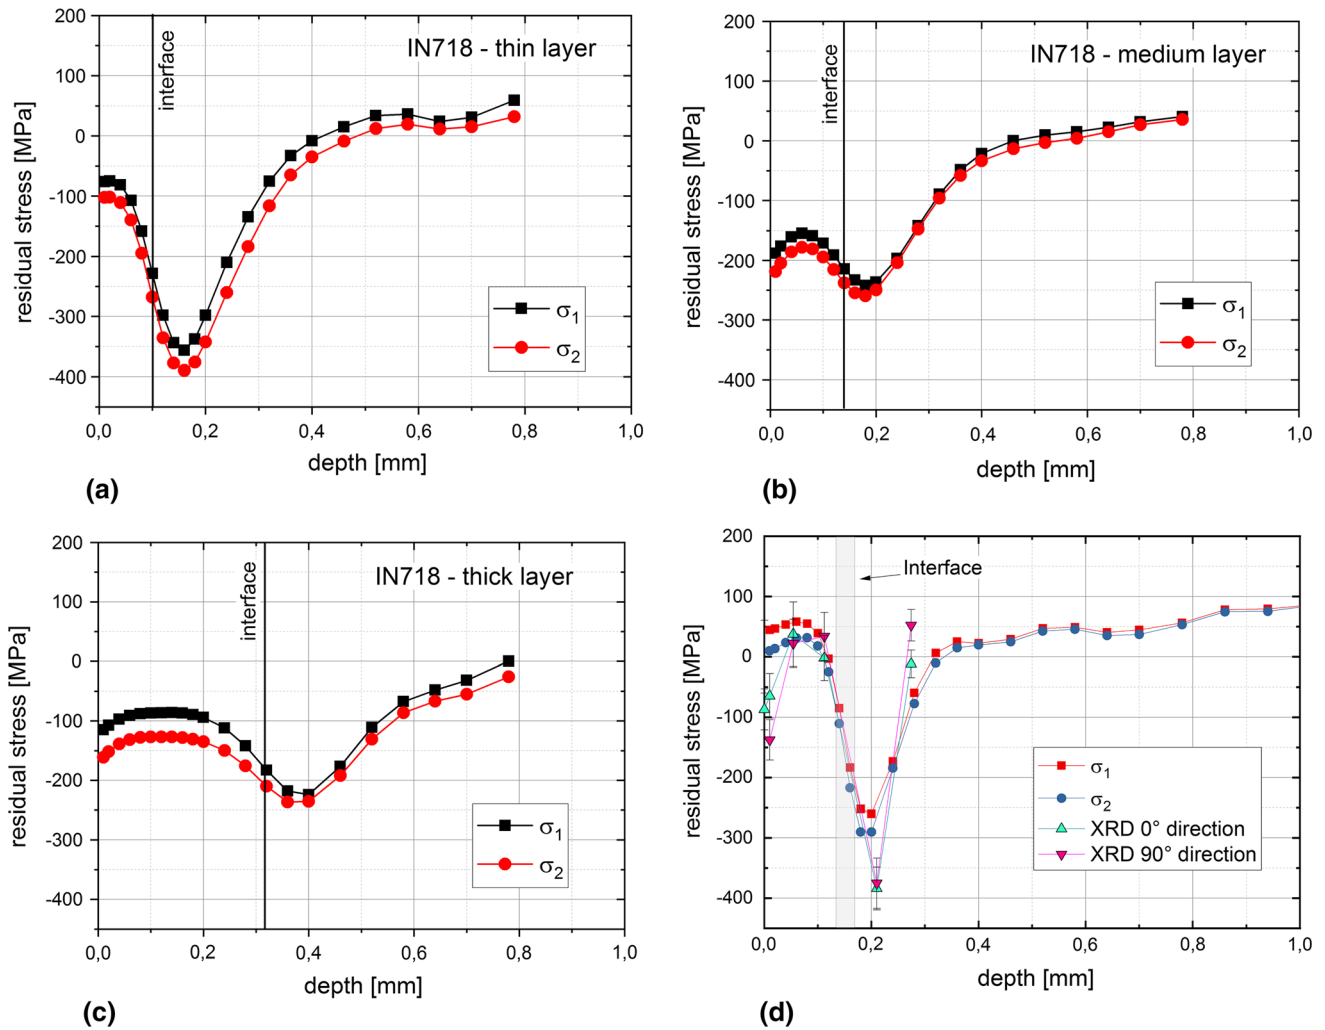 200
100
0
-100
-200
-300
-400
residual stress [MPa]
interface
IN718 - thin layer
σ1
σ2
0,0 0,2 0,4 0,6 0,8 1,0
depth [mm]
(a)
200
100
0
-100
-200
-300
-400
residual stress [MPa]
interface
IN718 - medium layer
σ1
σ2
0,0 0,2 0,4 0,6 0,8 1,0
depth [mm]
(b)
200
100
0
-100
-200
-300
-400
residual stress [MPa]
interface
IN718 - thick layer
σ1
σ2
0,0 0,2 0,4 0,6 0,8 1,0
depth [mm]
(c)
200
100
0
-100
-200
-300
-400
residual stress [MPa]
Interface
σ1
σ2
XRD 0° direction
XRD 90° direction
0,0 0,2 0,4 0,6 0,8 1,0
depth [mm]
(d)